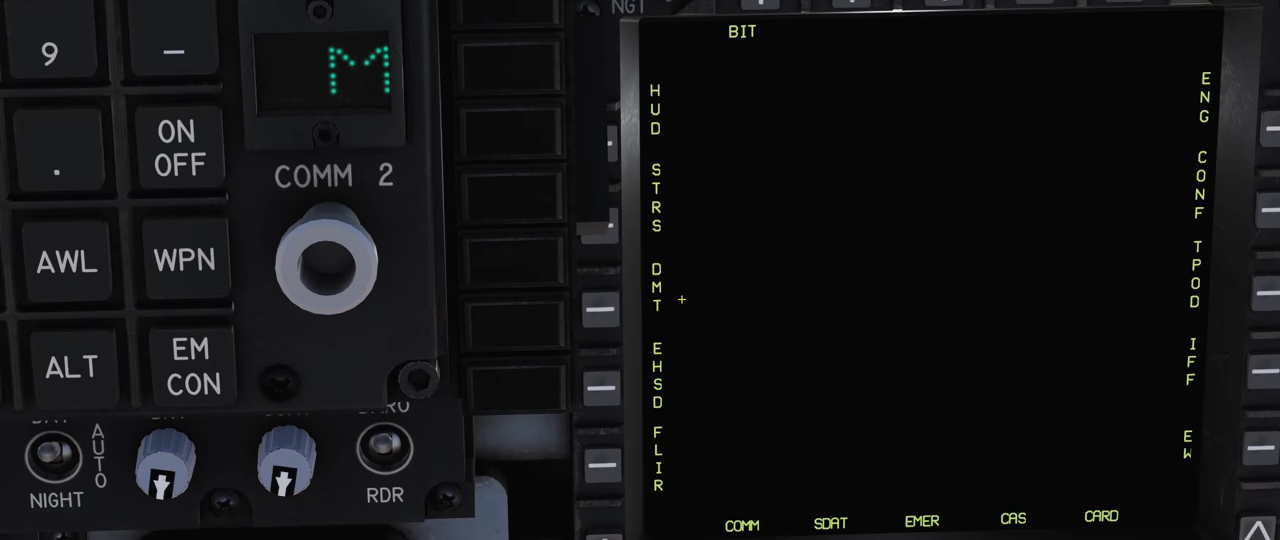 NGT
9
–
M
.
ON
OFF
COMM 2
AWL
WPN
ALT
EM
CON
AUTO
NIGHT
RDR
BIT
HUD
STRS
DMT
EHSD
FLIR
ENG
CONF
TPOD
IFF
EW
COMM SDAT EMER CAS CARD